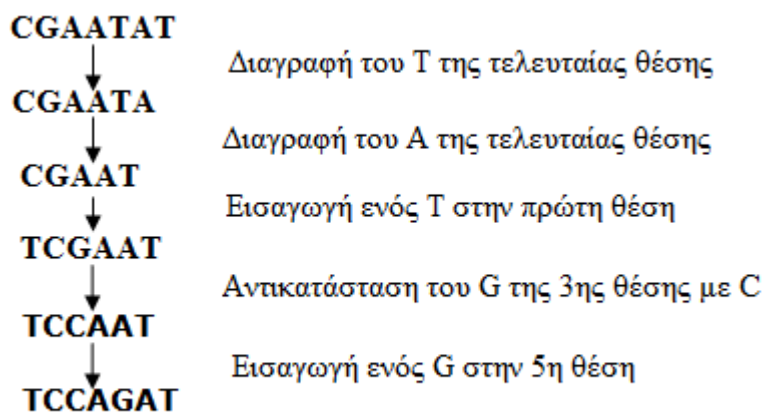 CGAATAT
Διαγραφή του Τ της τελευταίας θέσης
CGAATA
Διαγραφή του Α της τελευταίας θέσης
CGAAT
Εισαγωγή ενός Τ στην πρώτη θέση
TCGAAT
Αντικατάσταση του G της 3ης θέσης με C
TCCAAT
Εισαγωγή ενός G στην 5η θέση
TCCAGAT